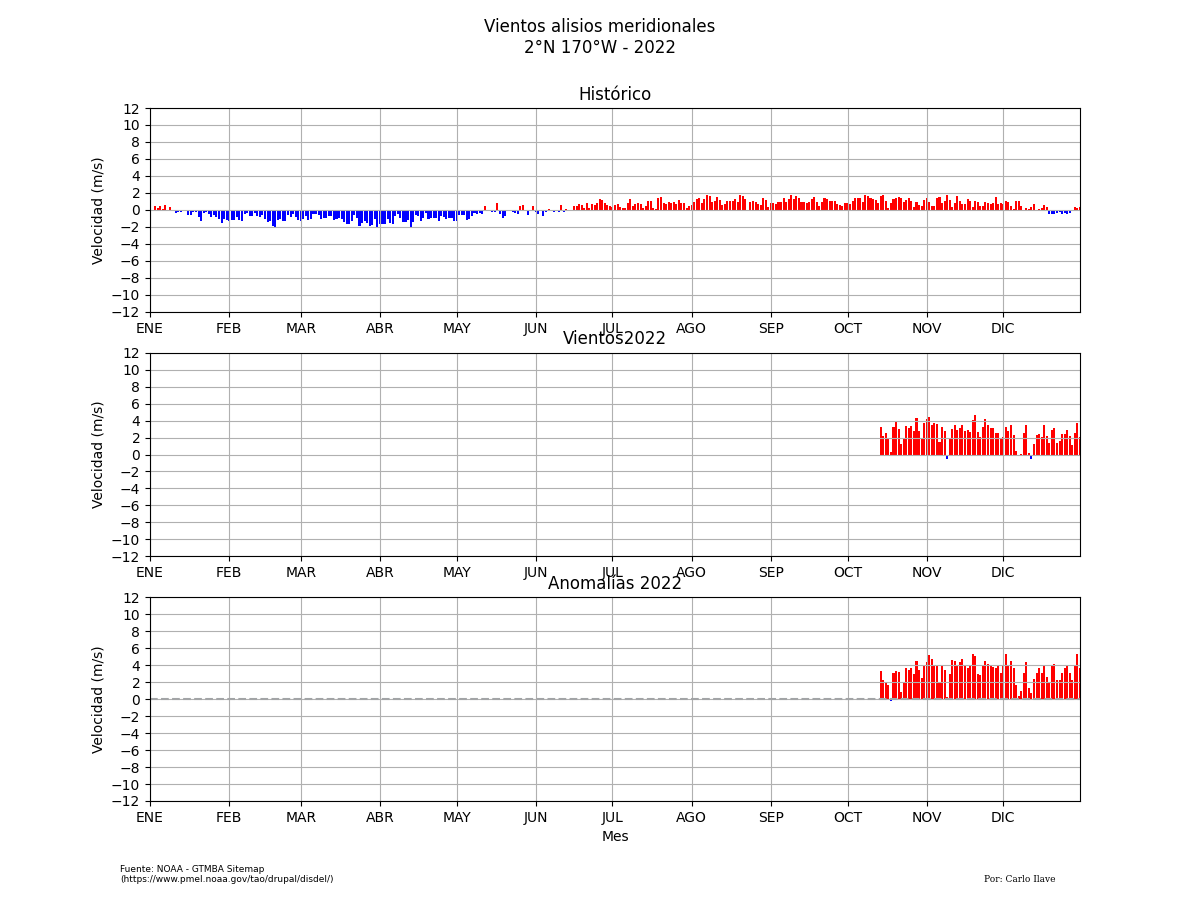 Vientos alisios meridionales
2°N 170°W - 2022
Histórico
12
10
8
6
4
2
0
−2
−4
−6
−8
−10
−12
Velocidad (m/s)
ENE FEB MAR ABR MAY JUN JUL AGO SEP OCT NOV DIC
Vientos2022
12
10
8
6
4
2
0
−2
−4
−6
−8
−10
−12
Velocidad (m/s)
ENE FEB MAR ABR MAY JUN JUL AGO SEP OCT NOV DIC
Anomalías 2022
12
10
8
6
4
2
0
−2
−4
−6
−8
−10
−12
Velocidad (m/s)
ENE FEB MAR ABR MAY JUN JUL AGO SEP OCT NOV DIC
Mes
Fuente: NOAA - GTMBA Sitemap
(https://www.pmel.noaa.gov/tao/drupal/disdel/)
Por: Carlo Ilave